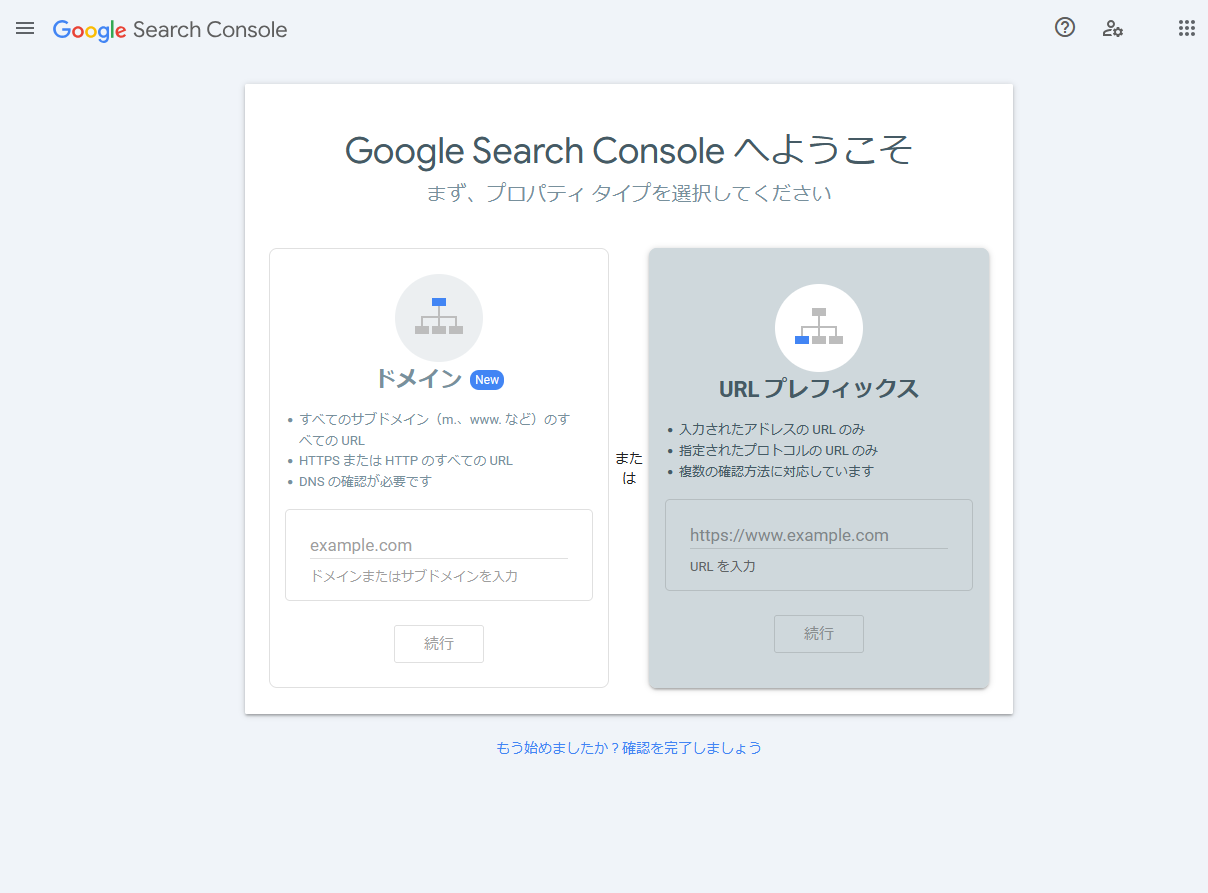 Google Search Console
Google Search Console へようこそ
まず、プロパティ タイプを選択してください
ドメイン New
• すべてのサブドメイン（m.、www. など）のす
べての URL
• HTTPS または HTTP のすべての URL
• DNS の確認が必要です
example.com
ドメインまたはサブドメインを入力
続行
また
は
URL プレフィックス
• 入力されたアドレスの URL のみ
• 指定されたプロトコルの URL のみ
• 複数の確認方法に対応しています
https://www.example.com
URL を入力
続行
もう始めましたか？確認を完了しましょう